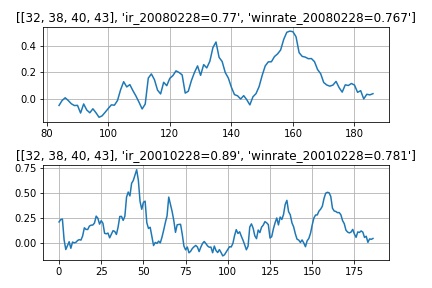 [[32, 38, 40, 43], 'ir_20080228=0.77', 'winrate_20080228=0.767']
0.4
0.2
0.0
80 100 120 140 160 180
[[32, 38, 40, 43], 'ir_20010228=0.89', 'winrate_20010228=0.781']
0.75
0.50
0.25
0.00
0 25 50 75 100 125 150 175